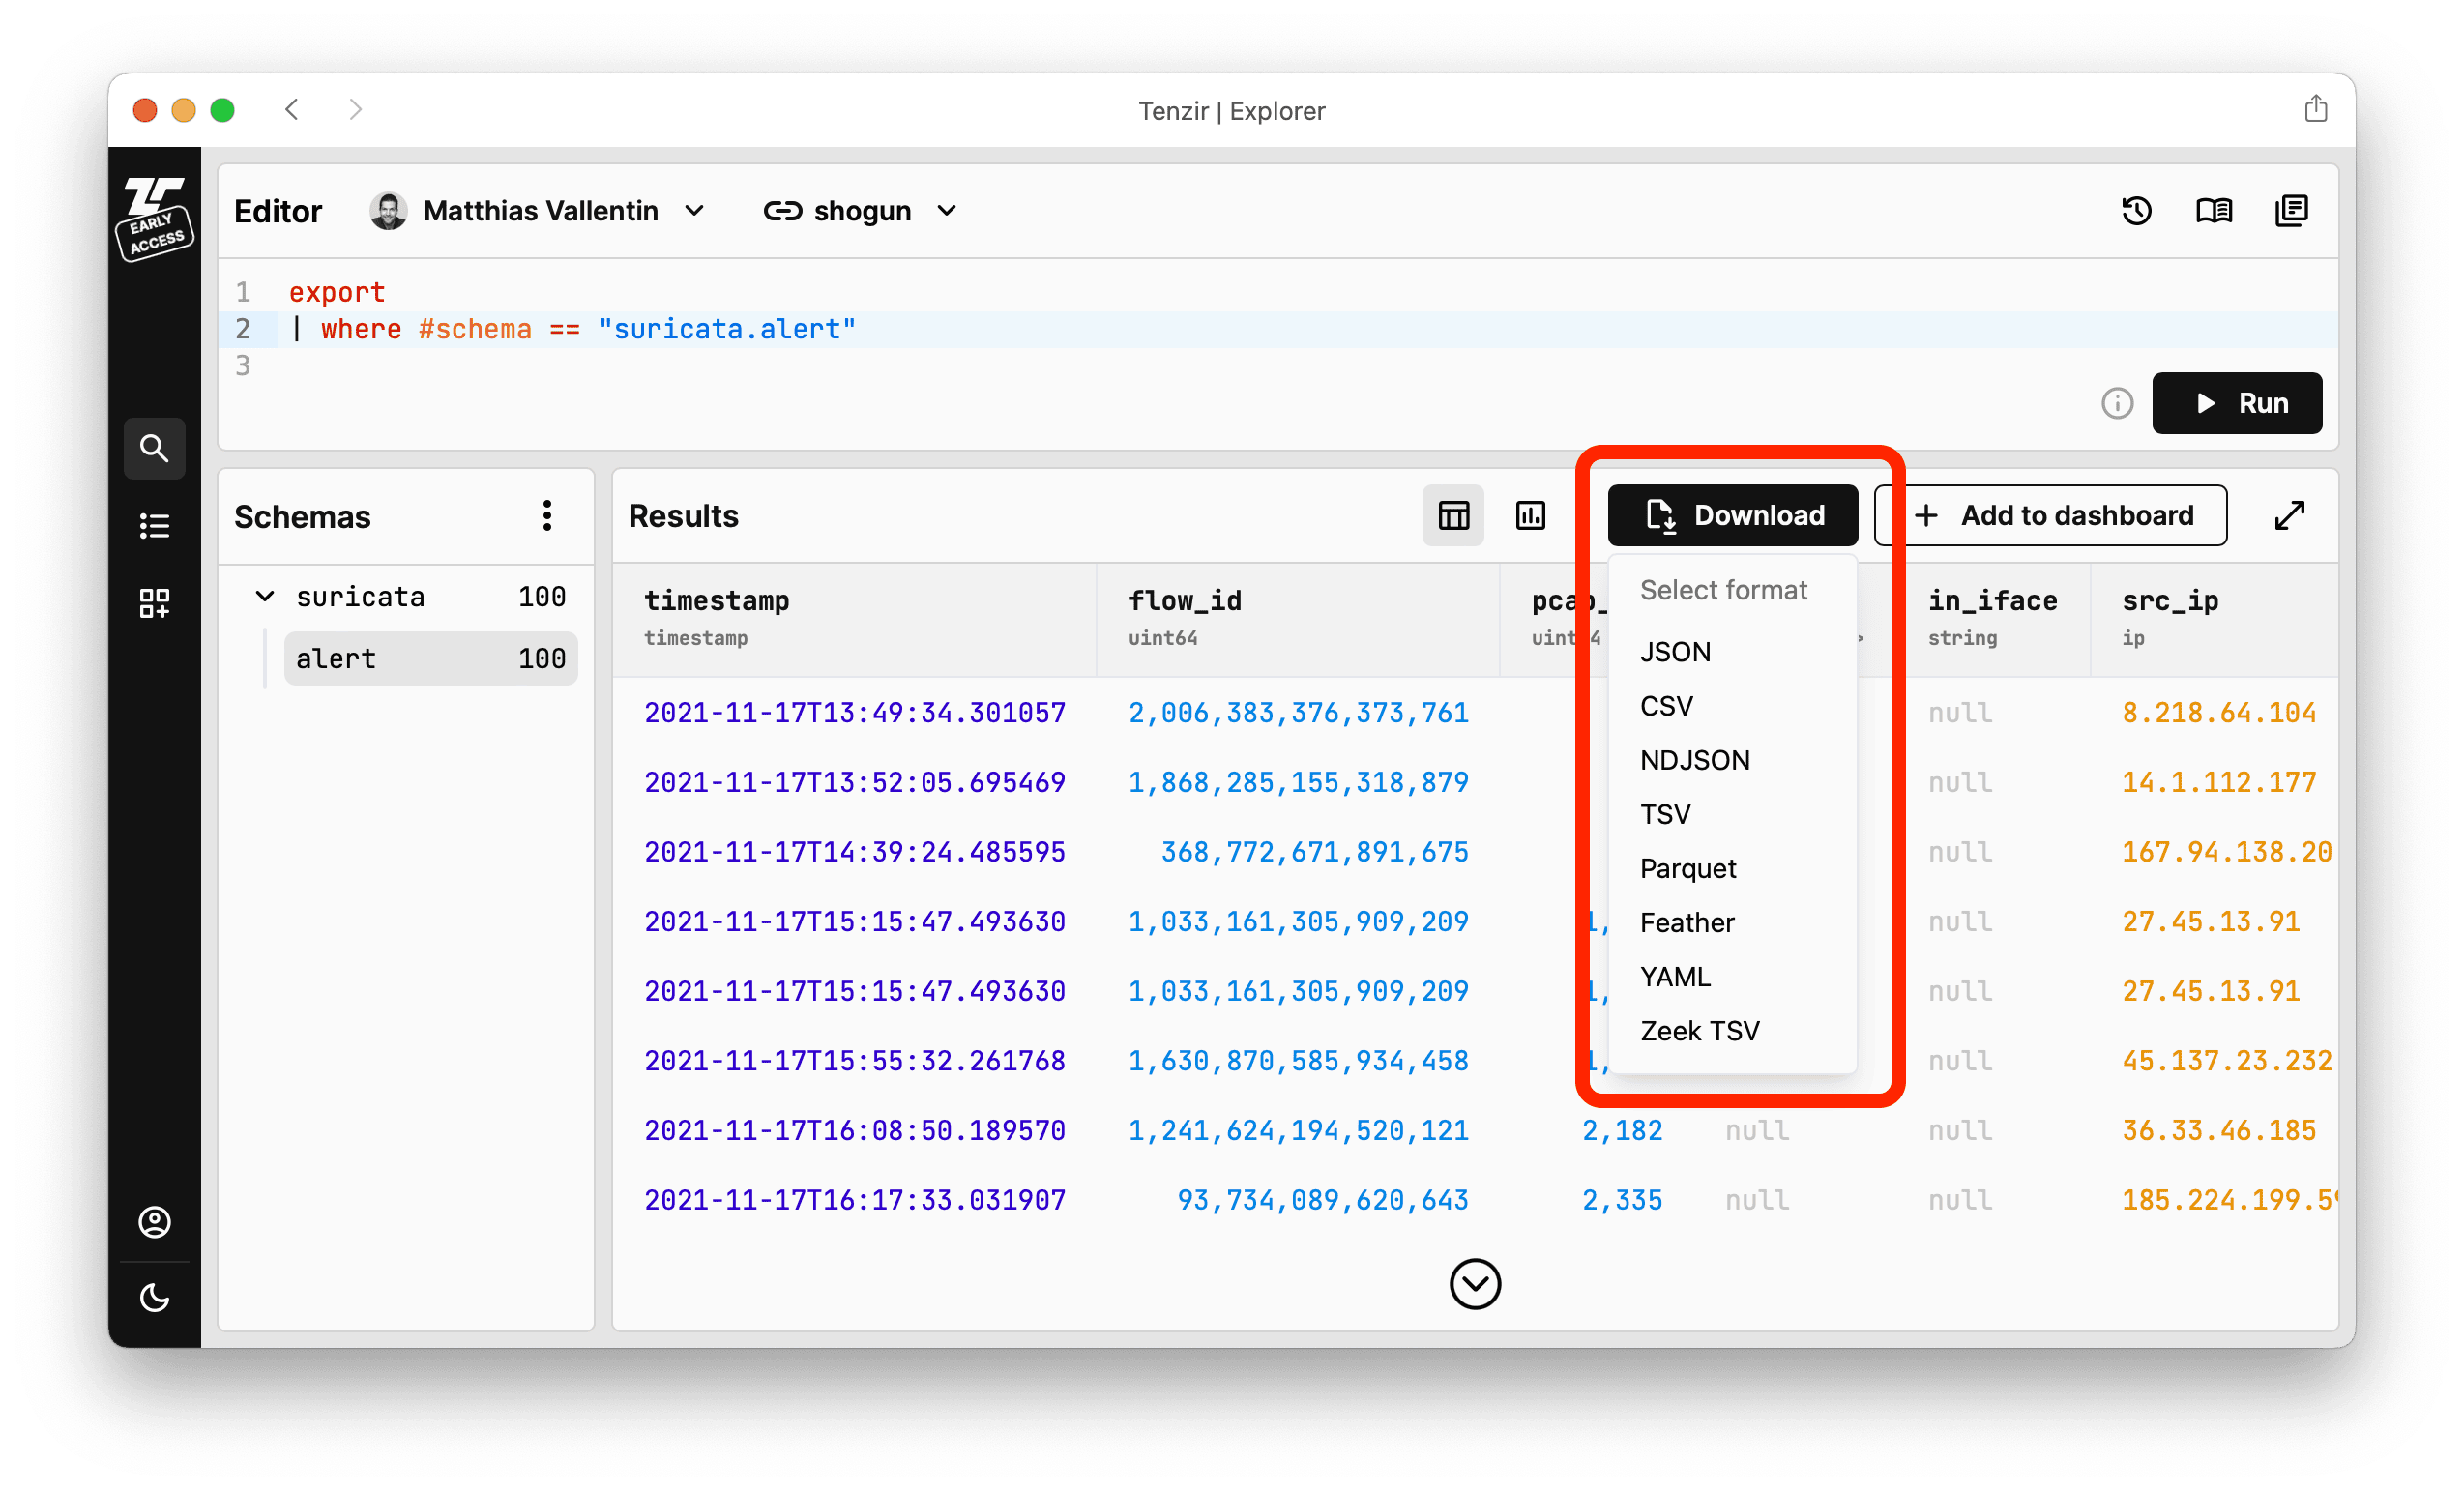 Tenzir | Explorer
EARLY
ACCESS
Editor Matthias Vallentin shogun
1 export
2 | where #schema == "suricata.alert"
3
Run
Schemas
suricata 100
alert 100
Results Download + Add to dashboard
Select format
JSON
CSV
NDJSON
TSV
Parquet
Feather
YAML
Zeek TSV
timestamp flow_id pcap_ in_iface src_ip
timestamp uint64 uint 4 string ip
2021-11-17T13:49:34.301057 2,006,383,376,373,761 null 8.218.64.104
2021-11-17T13:52:05.695469 1,868,285,155,318,879 null 14.1.112.177
2021-11-17T14:39:24.485595 368,772,671,891,675 null 167.94.138.20
2021-11-17T15:15:47.493630 1,033,161,305,909,209 1, null 27.45.13.91
2021-11-17T15:15:47.493630 1,033,161,305,909,209 1, null 27.45.13.91
2021-11-17T15:55:32.261768 1,630,870,585,934,458 1, null 45.137.23.232
2021-11-17T16:08:50.189570 1,241,624,194,520,121 2,182 null null 36.33.46.185
2021-11-17T16:17:33.031907 93,734,089,620,643 2,335 null null 185.224.199.59